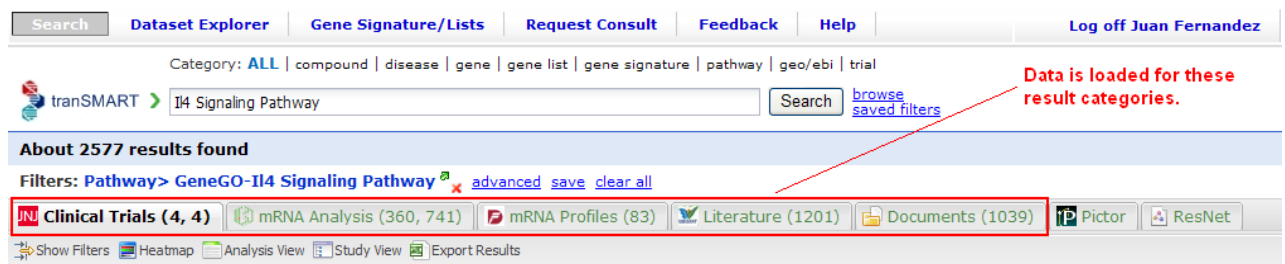 Search Dataset Explorer Gene Signature/Lists Request Consult Feedback Help Log off Juan Fernandez
Category: ALL | compound | disease | gene | gene list | gene signature | pathway | geo/ebi | trial
tranSMART Il4 Signaling Pathway Search browse saved filters
Data is loaded for these
result categories.
About 2577 results found
Filters: Pathway> GeneGO-Il4 Signaling Pathway advanced save clear all
JNJ Clinical Trials (4, 4) mRNA Analysis (360, 741) mRNA Profiles (83) Literature (1201) Documents (1039) Pictor ResNet
Show Filters Heatmap Analysis View Study View Export Results